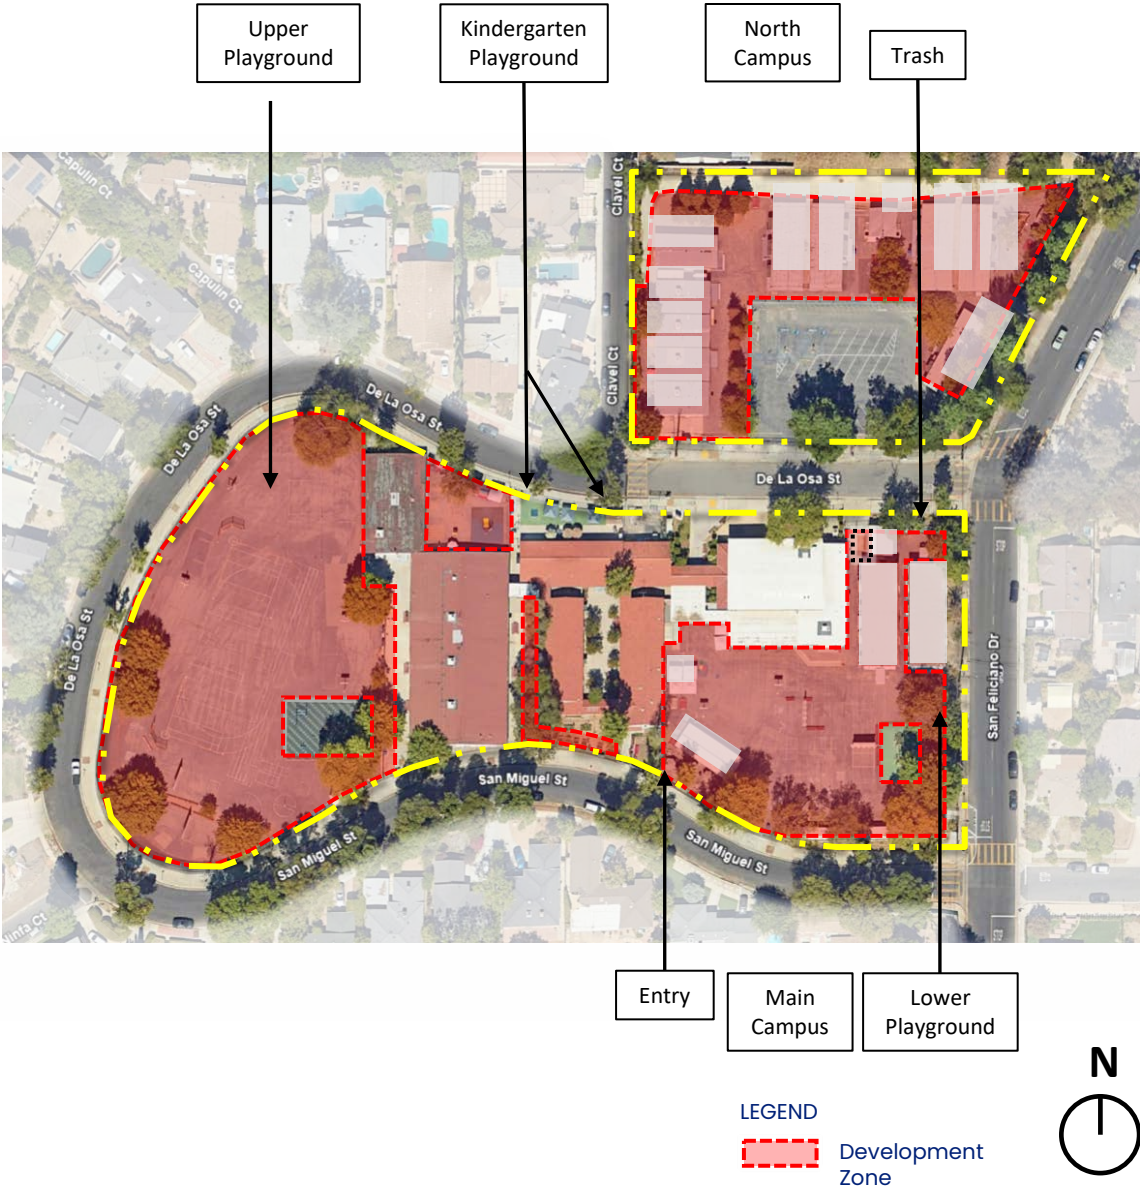 Upper
Playground
Kindergarten
Playground
North
Campus
Trash
Capulin Ct
Clavel Ct
Capulin Ct
Clavel Ct
De La Osa St
De La Osa St
De La Osa St
De La Osa St
San Feliciano Dr
San Miguel St
San Miguel St
San Miguel St
Ninfa Ct
Entry
Main
Campus
Lower
Playground
N
LEGEND
Development
Zone